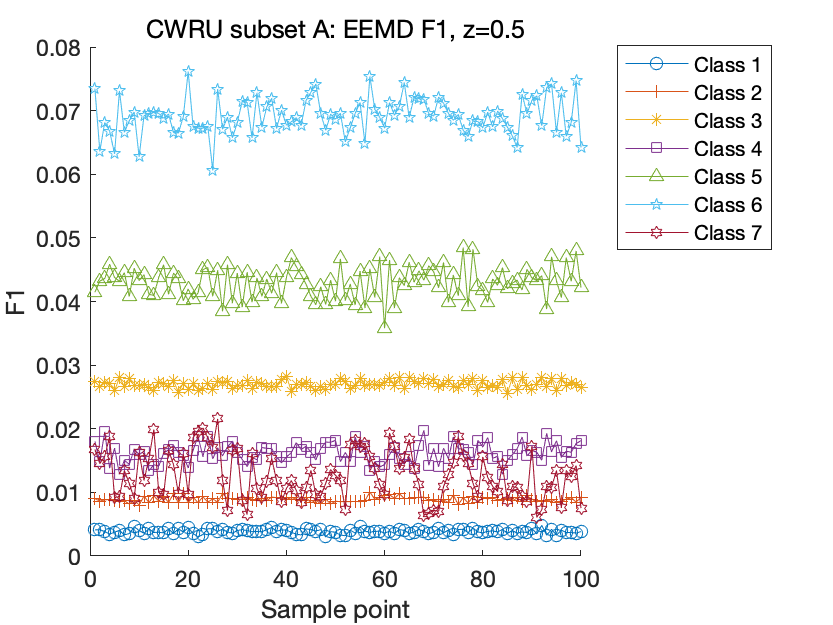 CWRU subset A: EEMD F1, z=0.5
0.08
0.07
0.06
0.05
0.04
0.03
0.02
0.01
0
F1
0 20 40 60 80 100
Sample point
Class 1
Class 2
Class 3
Class 4
Class 5
Class 6
Class 7